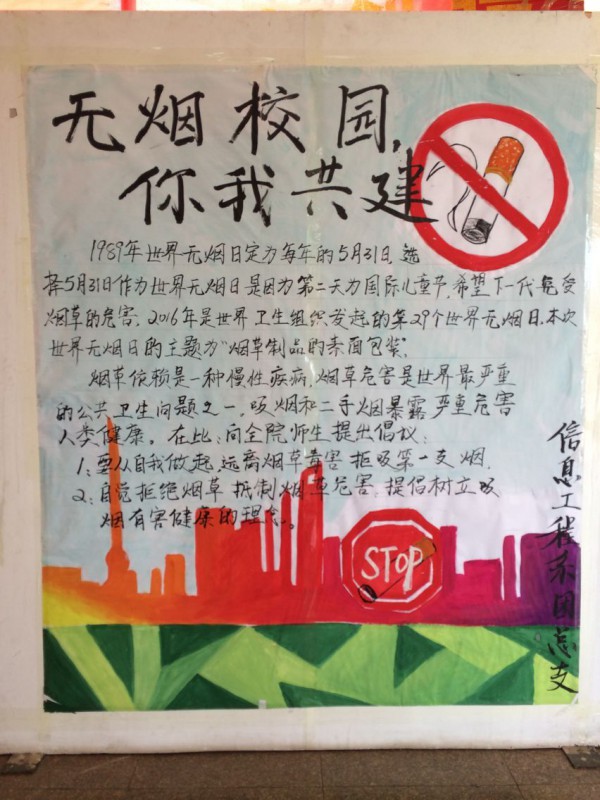 无烟校园,
你我共建
1989年世界无烟日定为每年的5月31日,选
择5月31日作为世界无烟日是因为第二天为国际儿童节,希望下一代免受
烟草的危害。2016年是世界卫生组织发起的第29个世界无烟日.本次
世界无烟日的主题为“烟草制品的素面包装”.
烟草依赖是一种慢性疾病,烟草危害是世界最严重
的公共卫生问题之一,吸烟和二手烟暴露严重危害
人类健康。在此:向全院师生提出倡议:
1:要从自我做起,远离烟草毒害 拒吸第一支烟.
2:自觉拒绝烟草 抵制烟草危害.提倡树立吸
烟有害健康的理念。
STOP
信息工程系团总支